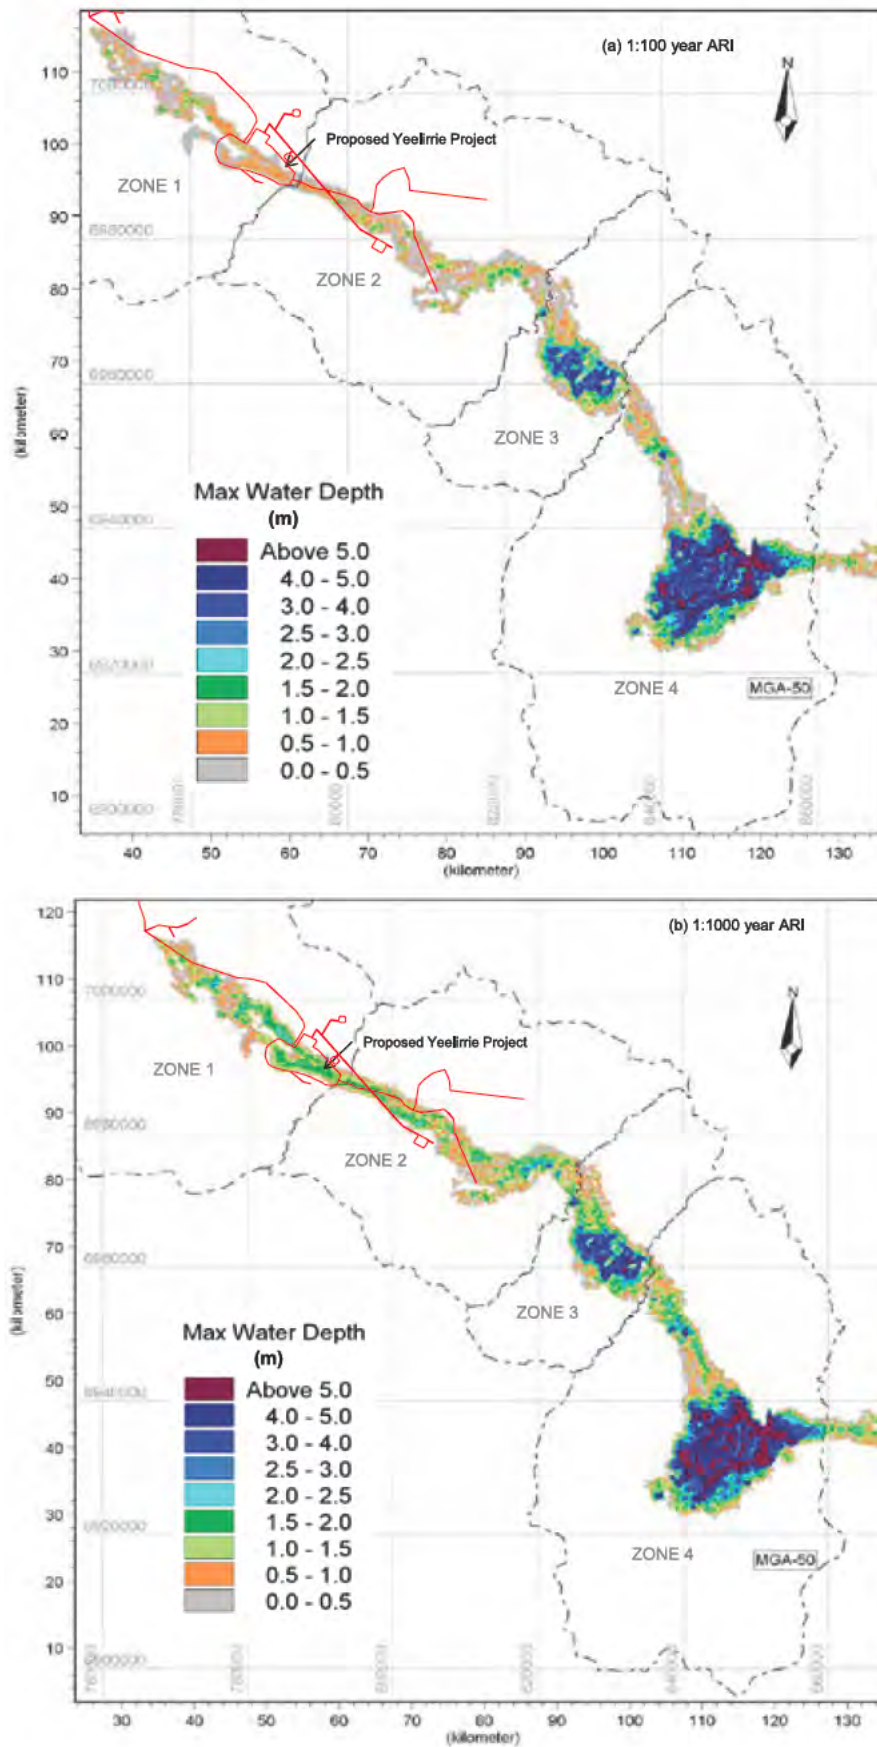 (a) 1:100 year ARI
N
Proposed Yeelirrie Project
ZONE 1
ZONE 2
ZONE 3
ZONE 4
MGA-50
Max Water Depth
(m)
Above 5.0
4.0 - 5.0
3.0 - 4.0
2.5 - 3.0
2.0 - 2.5
1.5 - 2.0
1.0 - 1.5
0.5 - 1.0
0.0 - 0.5
110
100
90
80
70
60
50
40
30
20
10
(kilometer)
40 50 60 70 80 90 100 110 120 130
(kilometer)
(b) 1:1000 year ARI
N
7000000
Proposed Yeelirrie Project
ZONE 1
ZONE 2
ZONE 3
ZONE 4
MGA-50
Max Water Depth
(m)
Above 5.0
4.0 - 5.0
3.0 - 4.0
2.5 - 3.0
2.0 - 2.5
1.5 - 2.0
1.0 - 1.5
0.5 - 1.0
0.0 - 0.5
120
110
100
90
80
70
60
50
40
30
20
10
(kilometer)
30 40 50 60 70 80 90 100 110 120 130
(kilometer)